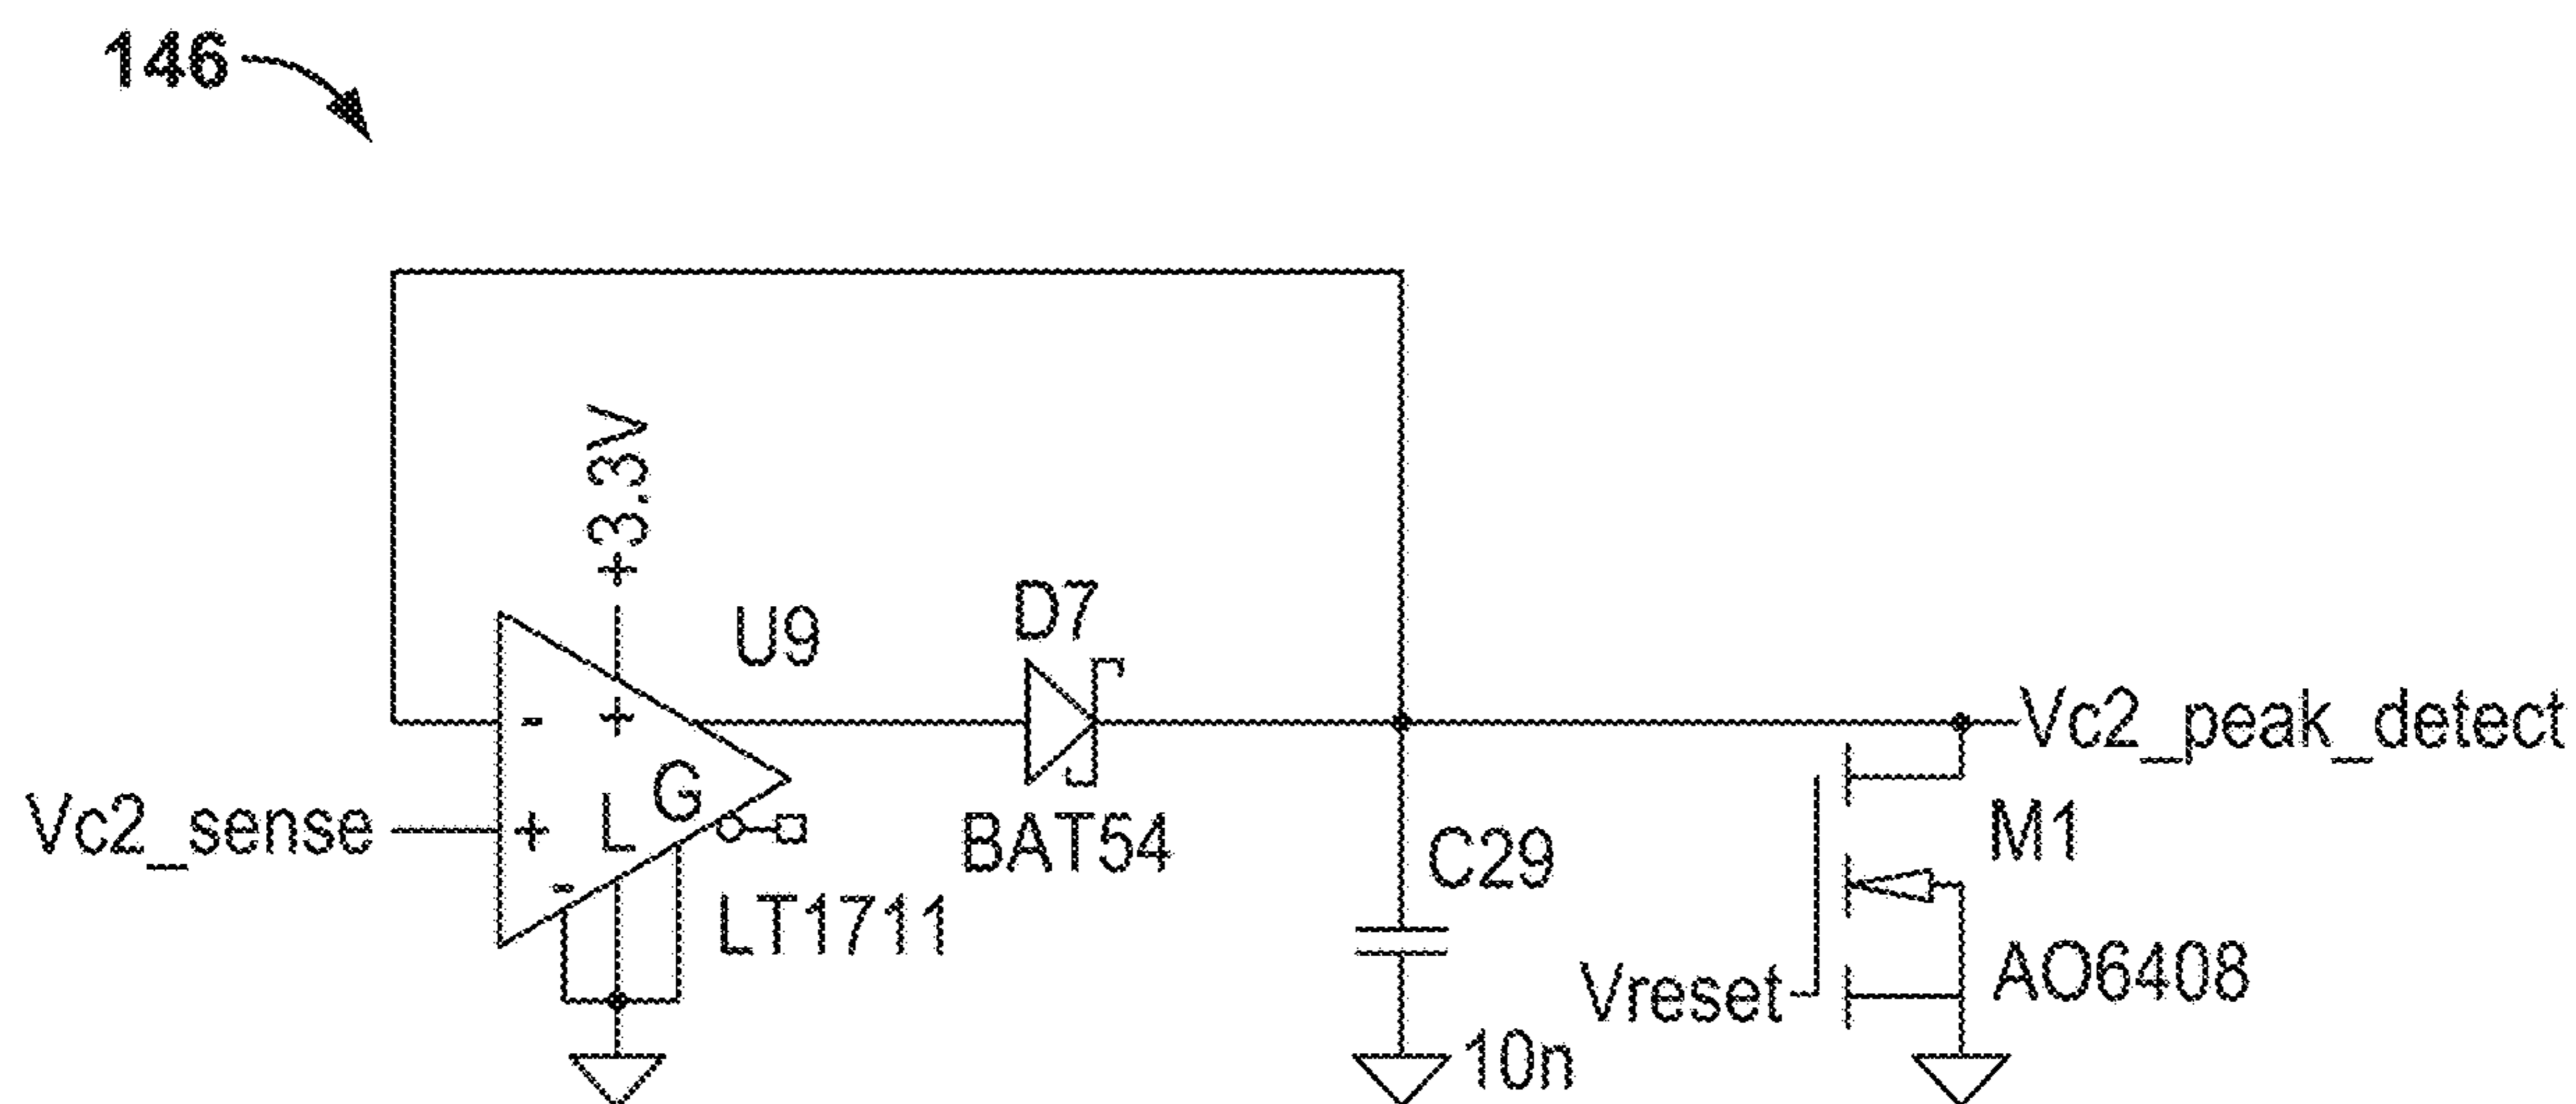 146
+3.3V
U9
D7
- +
Vc2_peak_detect
Vc2_sense
+ L G
-
BAT54
C29
M1
LT1711
Vreset
AO6408
10n